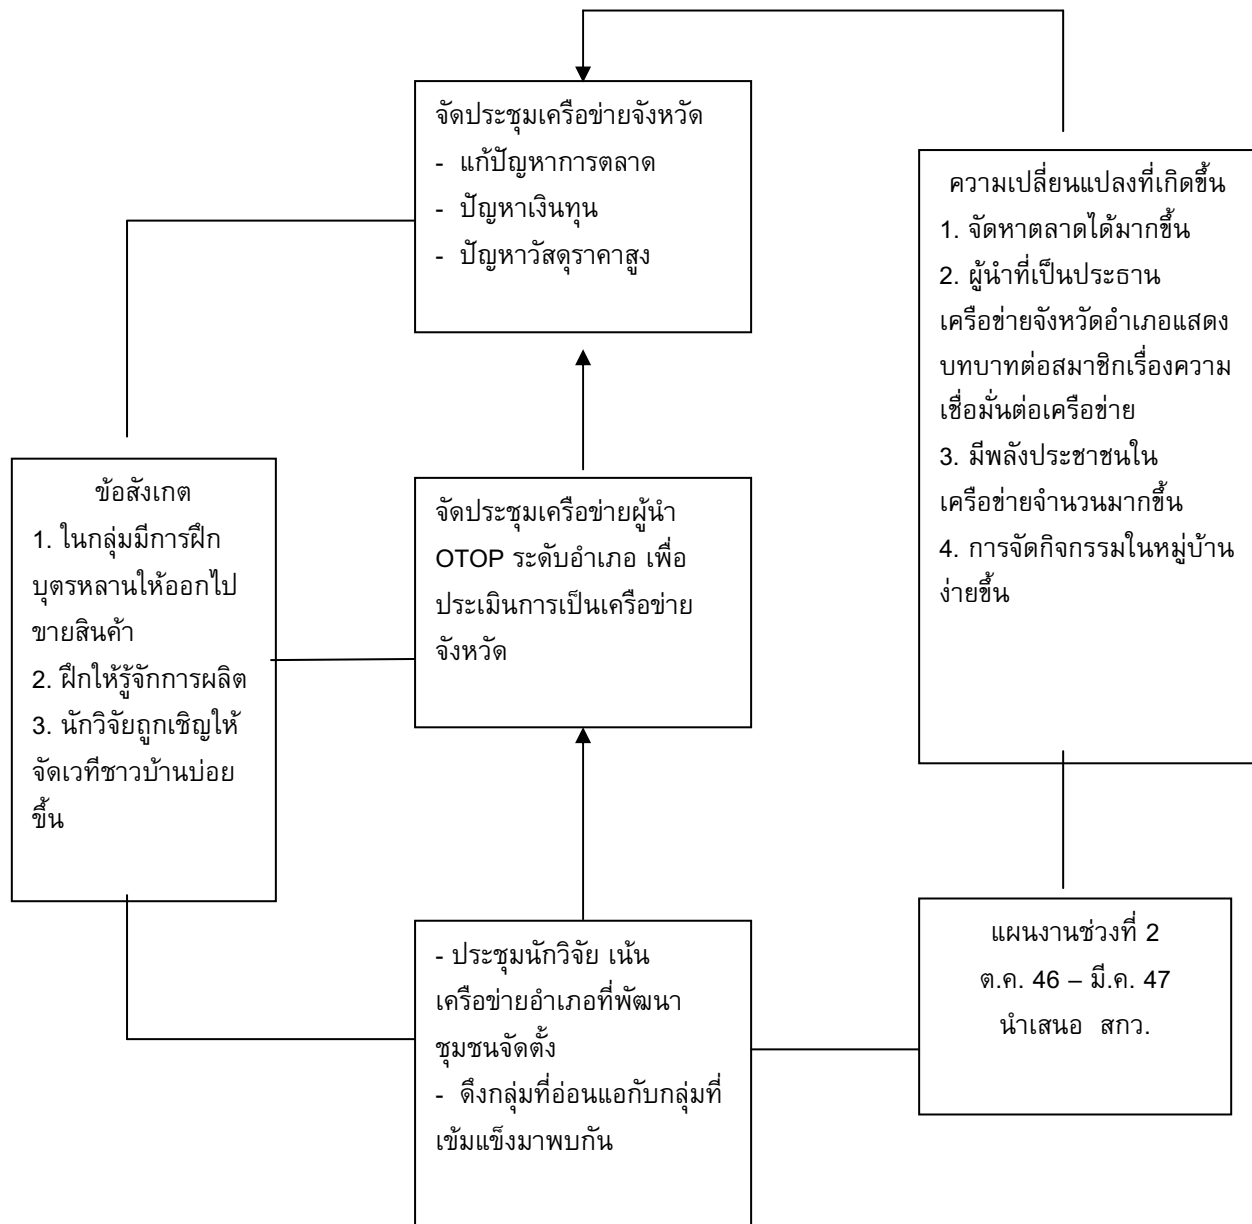 จัดประชุมเครือข่ายจังหวัด
- แก้ปัญหาการตลาด
- ปัญหาเงินทุน
- ปัญหาวัสดุราคาสูง
ความเปลี่ยนแปลงที่เกิดขึ้น
1. จัดหาตลาดได้มากขึ้น
2. ผู้นำที่เป็นประธาน
เครือข่ายจังหวัดอำเภอแสดง
บทบาทต่อสมาชิกเรื่องความ
เชื่อมั่นต่อเครือข่าย
3. มีพลังประชาชนใน
เครือข่ายจำนวนมากขึ้น
4. การจัดกิจกรรมในหมู่บ้าน
ง่ายขึ้น
ข้อสังเกต
1. ในกลุ่มมีการฝึก
บุตรหลานให้ออกไป
ขายสินค้า
2. ฝึกให้รู้จักการผลิต
3. นักวิจัยถูกเชิญให้
จัดเวทีชาวบ้านบ่อย
ขึ้น
จัดประชุมเครือข่ายผู้นำ
OTOP ระดับอำเภอ เพื่อ
ประเมินการเป็นเครือข่าย
จังหวัด
- ประชุมนักวิจัย เน้น
เครือข่ายอำเภอที่พัฒนา
ชุมชนจัดตั้ง
- ดึงกลุ่มที่อ่อนแอกับกลุ่มที่
เข้มแข็งมาพบกัน
แผนงานช่วงที่ 2
ต.ค. 46 – มี.ค. 47
นำเสนอ สกว.